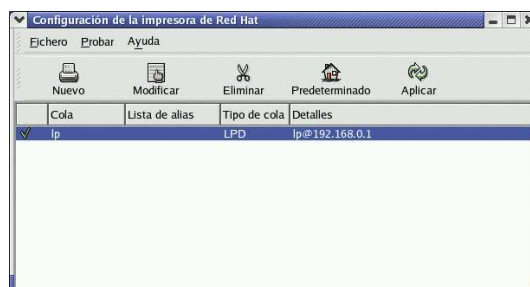 Configuración de la impresora de Red Hat
Fichero Probar Ayuda
Nuevo Modificar Eliminar Predeterminado Aplicar
Cola Lista de alias Tipo de cola Detalles
lp LPD lp@192.168.0.1